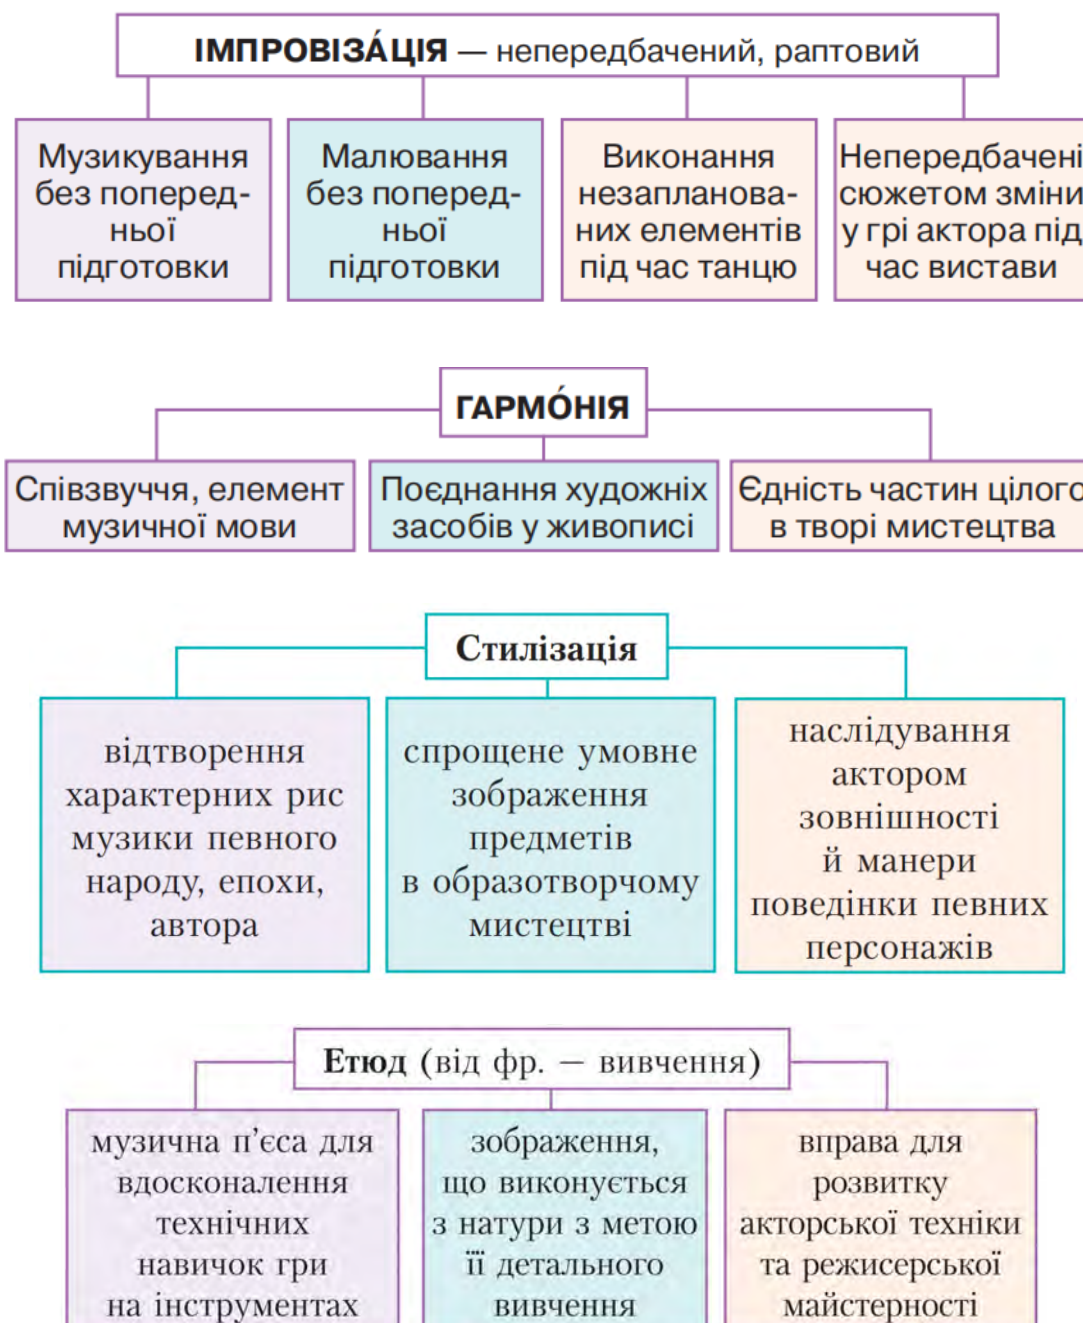 ІМПРОВІЗА́ЦІЯ — непередбачений, раптовий
Музикування
без поперед-
ньої
підготовки
Малювання
без поперед-
ньої
підготовки
Виконання
незапланова-
них елементів
під час танцю
Непередбачені
сюжетом зміни
у грі актора під
час вистави
ГАРМО́НІЯ
Співзвуччя, елемент
музичної мови
Поєднання художніх
засобів у живописі
Єдність частин цілого
в творі мистецтва
Стилізація
відтворення
характерних рис
музики певного
народу, епохи,
автора
спрощене умовне
зображення
предметів
в образотворчому
мистецтві
наслідування
актором
зовнішності
й манери
поведінки певних
персонажів
Етюд (від фр. — вивчення)
музична п’єса для
вдосконалення
технічних
навичок гри
на інструментах
зображення,
що виконується
з натури з метою
її детального
вивчення
вправа для
розвитку
акторської техніки
та режисерської
майстерності